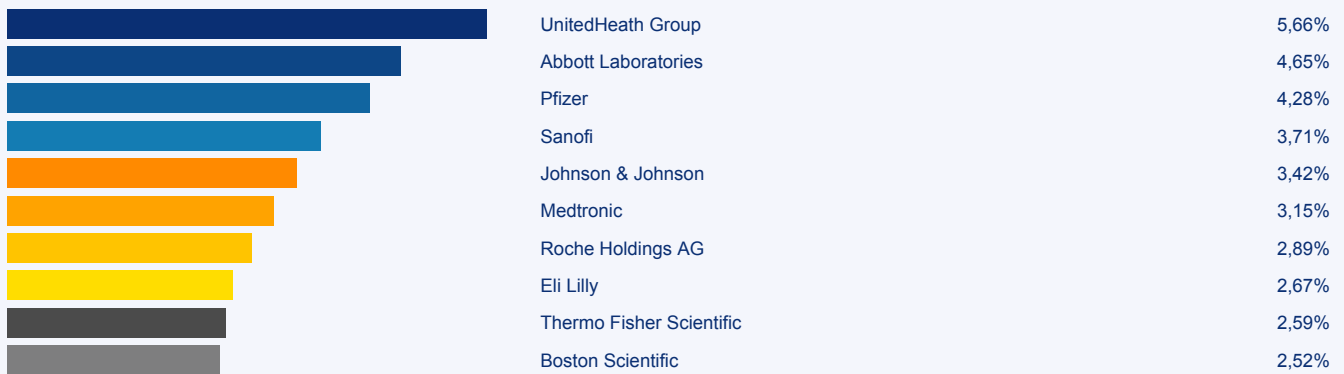 UnitedHeath Group 5,66%
Abbott Laboratories 4,65%
Pfizer 4,28%
Sanofi 3,71%
Johnson & Johnson 3,42%
Medtronic 3,15%
Roche Holdings AG 2,89%
Eli Lilly 2,67%
Thermo Fisher Scientific 2,59%
Boston Scientific 2,52%